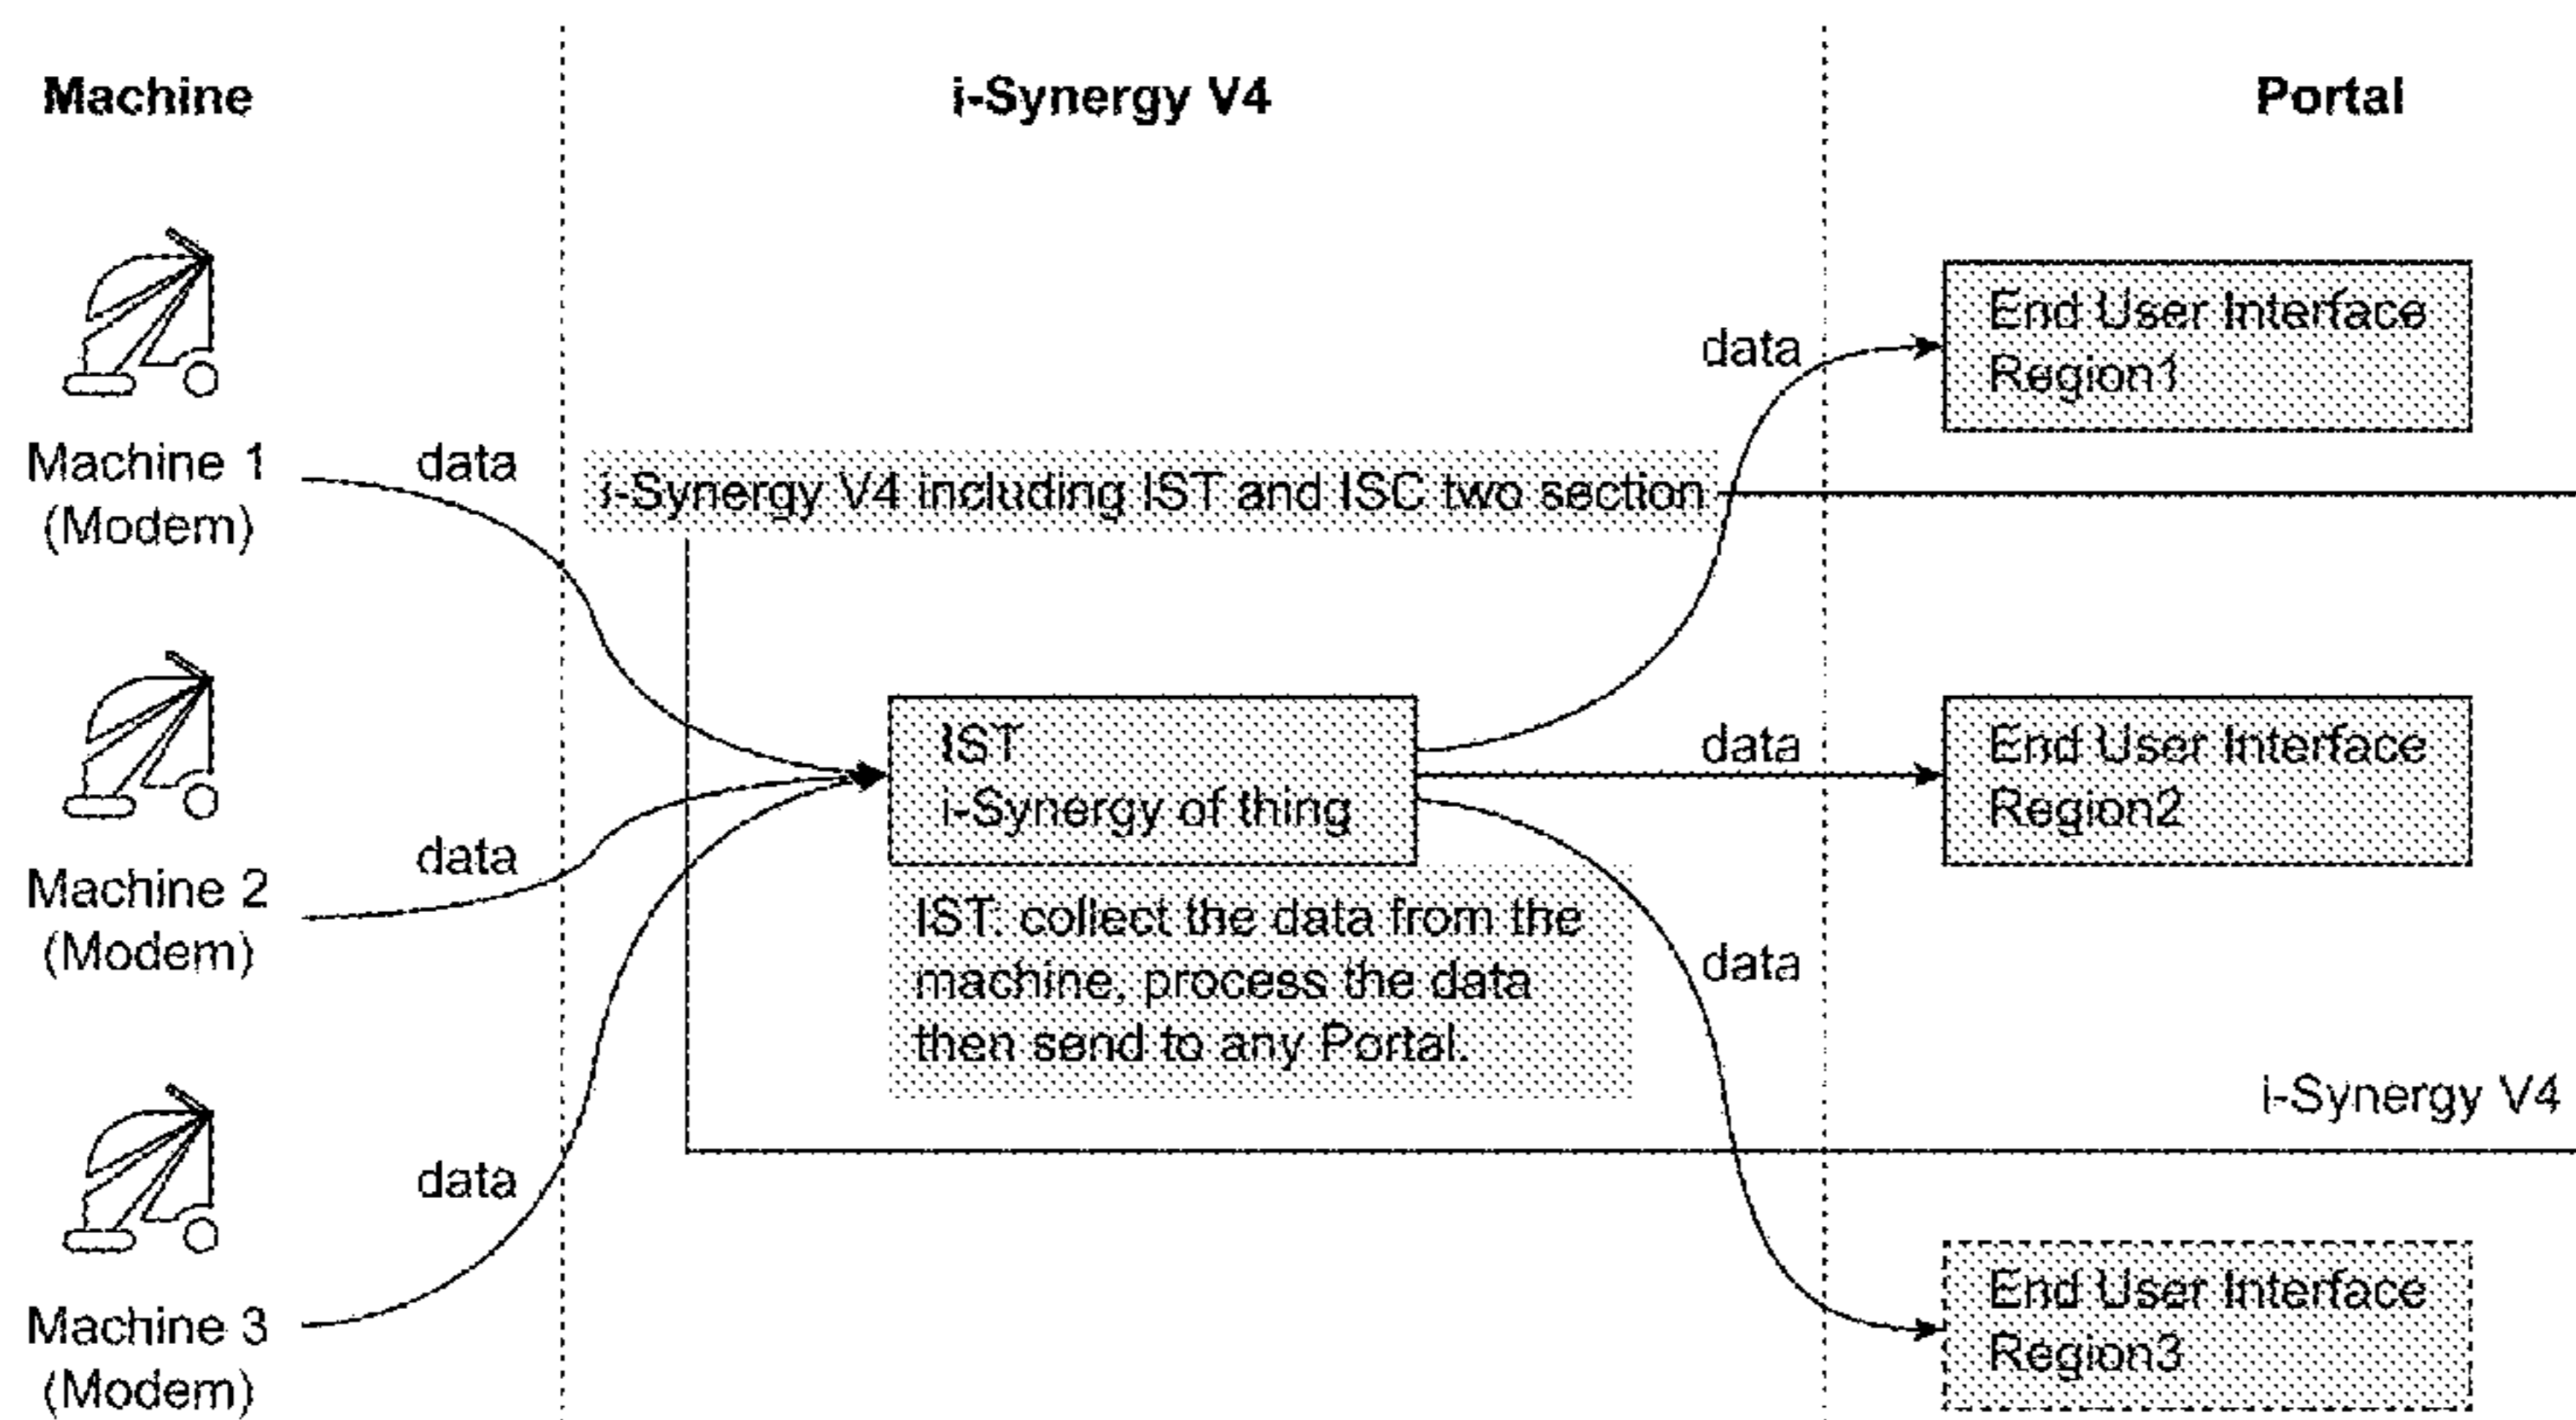 Machine
i-Synergy V4
Portal
Machine 1
(Modem)
data
i-Synergy V4 including IST and ISC two section
data
End User Interface
Region1
Machine 2
(Modem)
data
IST
i-Synergy of thing
IST: collect the data from the
machine, process the data
then send to any Portal.
data
End User Interface
Region2
data
i-Synergy V4
Machine 3
(Modem)
data
End User Interface
Region3